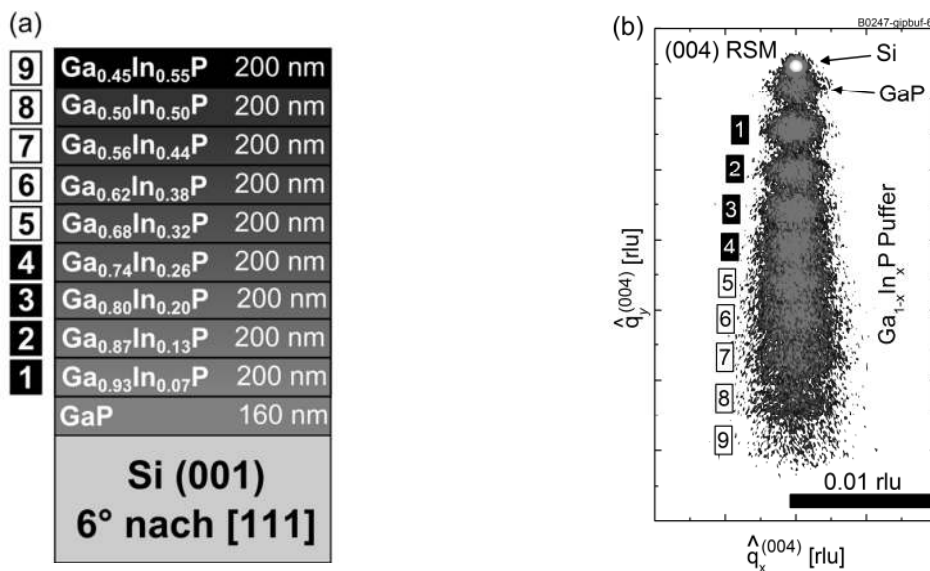 (a)
9 Ga0.45In0.55P 200 nm
8 Ga0.50In0.50P 200 nm
7 Ga0.56In0.44P 200 nm
6 Ga0.62In0.38P 200 nm
5 Ga0.68In0.32P 200 nm
4 Ga0.74In0.26P 200 nm
3 Ga0.80In0.20P 200 nm
2 Ga0.87In0.13P 200 nm
1 Ga0.93In0.07P 200 nm
GaP 160 nm
Si (001)
6° nach [111]
(b)
B0247-gipbuf-6
(004) RSM
Si
GaP
1
2
3
4
5
6
7
8
9
Ga1-xInxP Puffer
q̂y(004) [rlu]
0.01 rlu
q̂x(004) [rlu]